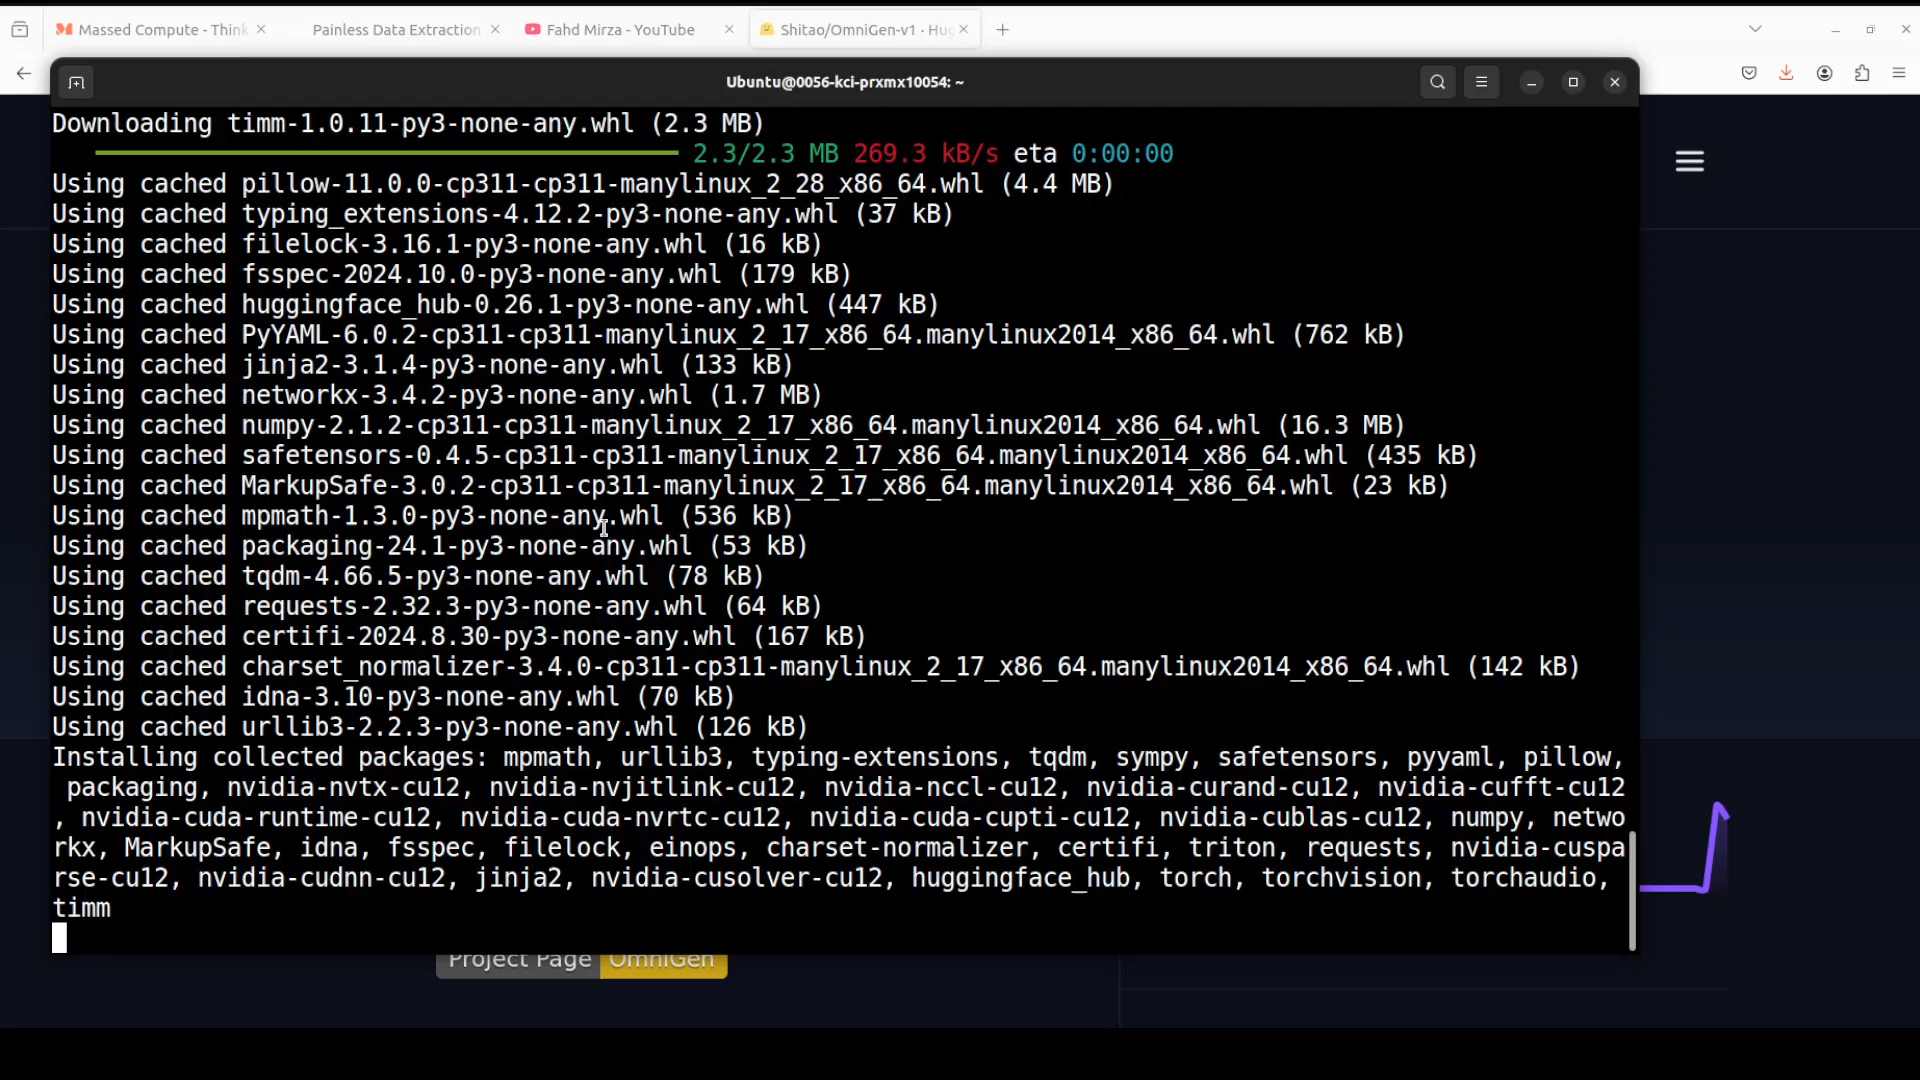 Massed Compute - Think
Painless Data Extraction
Fahd Mirza - YouTube
Shitao/OmniGen-v1 · Hug
Ubuntu@0056-kci-prxmx10054: ~
Downloading timm-1.0.11-py3-none-any.whl (2.3 MB)
2.3/2.3 MB 269.3 kB/s eta 0:00:00
Using cached pillow-11.0.0-cp311-cp311-manylinux_2_28_x86_64.whl (4.4 MB)
Using cached typing_extensions-4.12.2-py3-none-any.whl (37 kB)
Using cached filelock-3.16.1-py3-none-any.whl (16 kB)
Using cached fsspec-2024.10.0-py3-none-any.whl (179 kB)
Using cached huggingface_hub-0.26.1-py3-none-any.whl (447 kB)
Using cached PyYAML-6.0.2-cp311-cp311-manylinux_2_17_x86_64.manylinux2014_x86_64.whl (762 kB)
Using cached jinja2-3.1.4-py3-none-any.whl (133 kB)
Using cached networkx-3.4.2-py3-none-any.whl (1.7 MB)
Using cached numpy-2.1.2-cp311-cp311-manylinux_2_17_x86_64.manylinux2014_x86_64.whl (16.3 MB)
Using cached safetensors-0.4.5-cp311-cp311-manylinux_2_17_x86_64.manylinux2014_x86_64.whl (435 kB)
Using cached MarkupSafe-3.0.2-cp311-cp311-manylinux_2_17_x86_64.manylinux2014_x86_64.whl (23 kB)
Using cached mpmath-1.3.0-py3-none-any.whl (536 kB)
Using cached packaging-24.1-py3-none-any.whl (53 kB)
Using cached tqdm-4.66.5-py3-none-any.whl (78 kB)
Using cached requests-2.32.3-py3-none-any.whl (64 kB)
Using cached certifi-2024.8.30-py3-none-any.whl (167 kB)
Using cached charset_normalizer-3.4.0-cp311-cp311-manylinux_2_17_x86_64.manylinux2014_x86_64.whl (142 kB)
Using cached idna-3.10-py3-none-any.whl (70 kB)
Using cached urllib3-2.2.3-py3-none-any.whl (126 kB)
Installing collected packages: mpmath, urllib3, typing-extensions, tqdm, sympy, safetensors, pyyaml, pillow,
 packaging, nvidia-nvtx-cu12, nvidia-nvjitlink-cu12, nvidia-nccl-cu12, nvidia-curand-cu12, nvidia-cufft-cu12
, nvidia-cuda-runtime-cu12, nvidia-cuda-nvrtc-cu12, nvidia-cuda-cupti-cu12, nvidia-cublas-cu12, numpy, netwo
rkx, MarkupSafe, idna, fsspec, filelock, einops, charset-normalizer, certifi, triton, requests, nvidia-cuspa
rse-cu12, nvidia-cudnn-cu12, jinja2, nvidia-cusolver-cu12, huggingface_hub, torch, torchvision, torchaudio,
timm
Project Page OmniGen